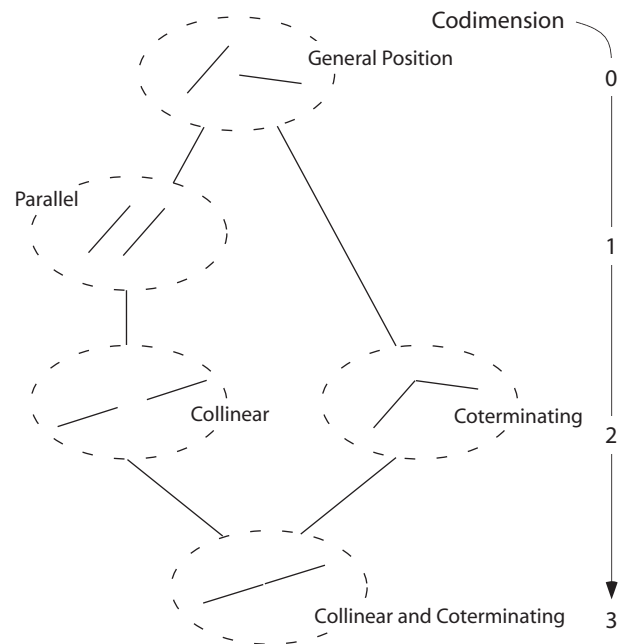 Codimension
General Position
0
Parallel
1
Collinear
Coterminating
2
Collinear and Coterminating
3